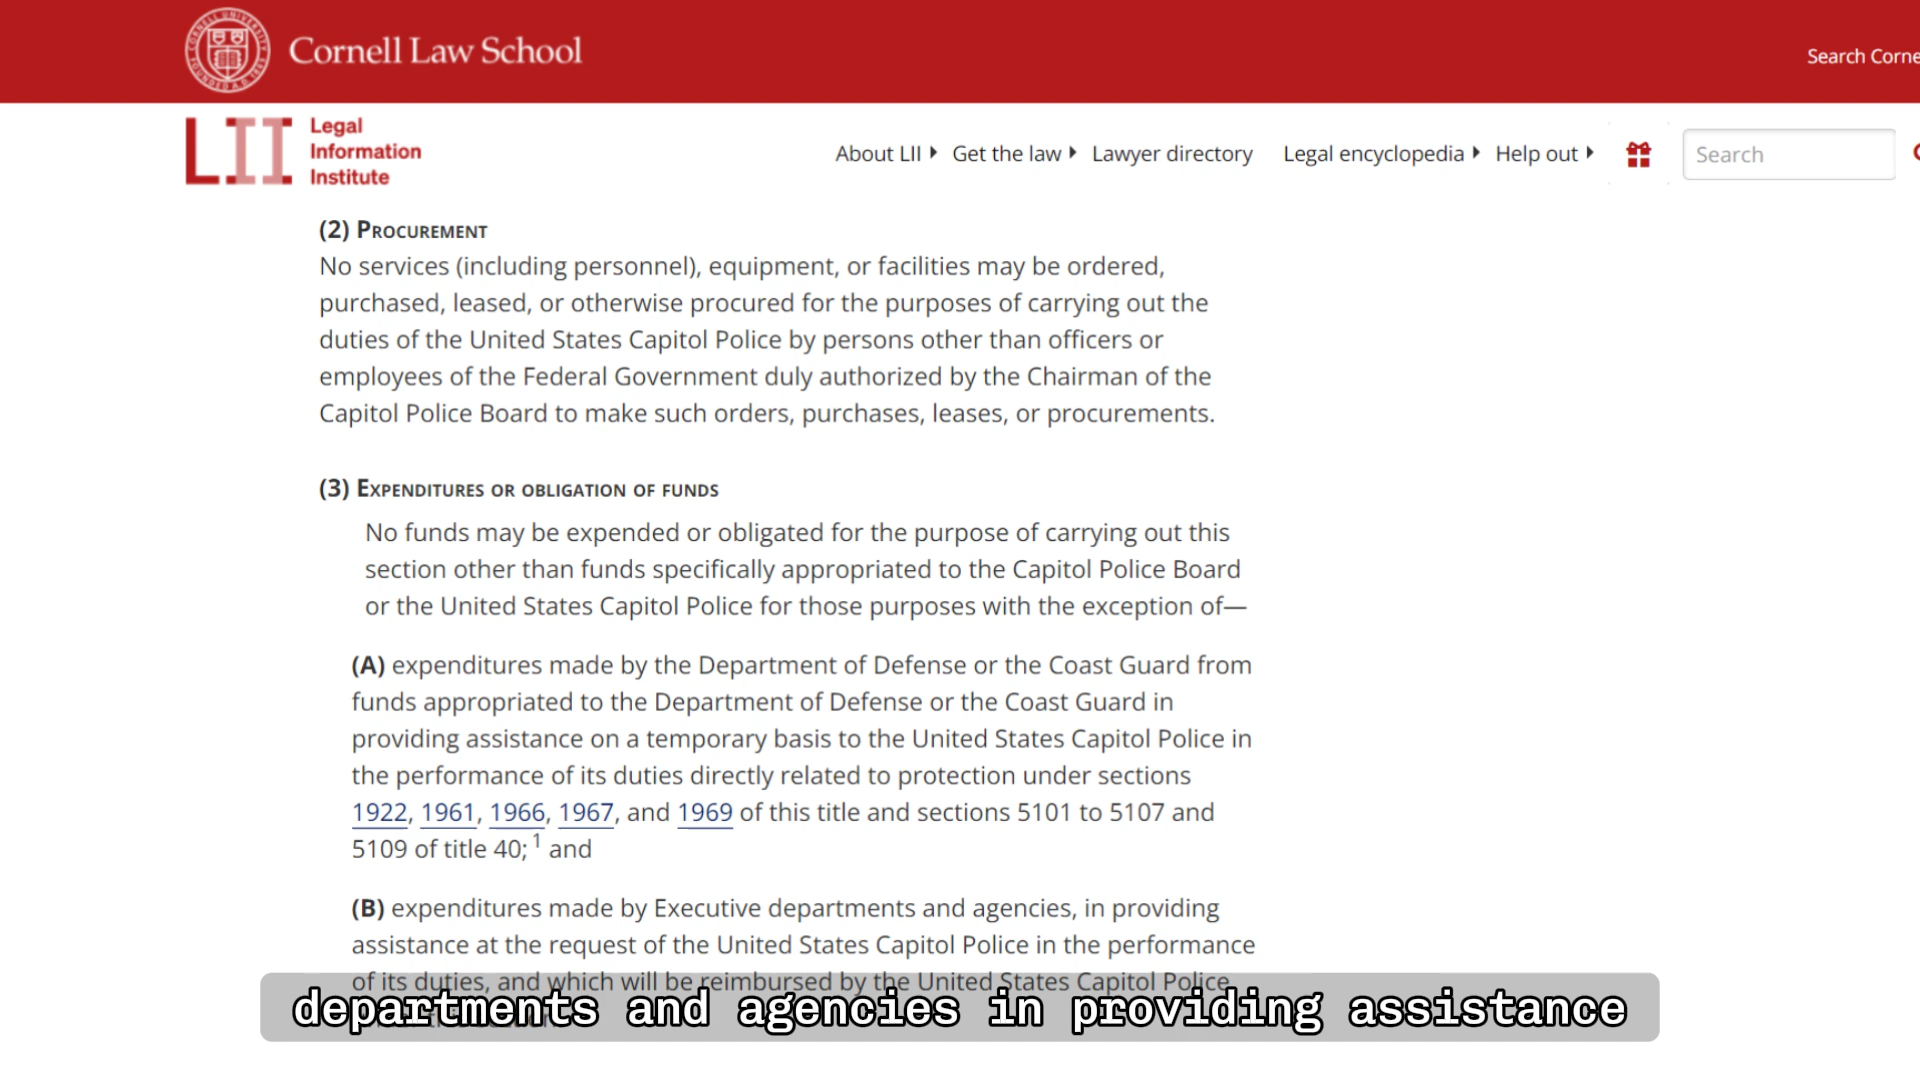 Cornell Law School
Search Corne
LII Legal
Information
Institute
About LII Get the law Lawyer directory Legal encyclopedia Help out Search
(2) PROCUREMENT
No services (including personnel), equipment, or facilities may be ordered,
purchased, leased, or otherwise procured for the purposes of carrying out the
duties of the United States Capitol Police by persons other than officers or
employees of the Federal Government duly authorized by the Chairman of the
Capitol Police Board to make such orders, purchases, leases, or procurements.
(3) EXPENDITURES OR OBLIGATION OF FUNDS
No funds may be expended or obligated for the purpose of carrying out this
section other than funds specifically appropriated to the Capitol Police Board
or the United States Capitol Police for those purposes with the exception of—
(A) expenditures made by the Department of Defense or the Coast Guard from
funds appropriated to the Department of Defense or the Coast Guard in
providing assistance on a temporary basis to the United States Capitol Police in
the performance of its duties directly related to protection under sections
1922, 1961, 1966, 1967, and 1969 of this title and sections 5101 to 5107 and
5109 of title 40; 1 and
(B) expenditures made by Executive departments and agencies, in providing
assistance at the request of the United States Capitol Police in the performance
of its duties, and which will be reimbursed by the United States Capitol Police
departments and agencies in providing assistance